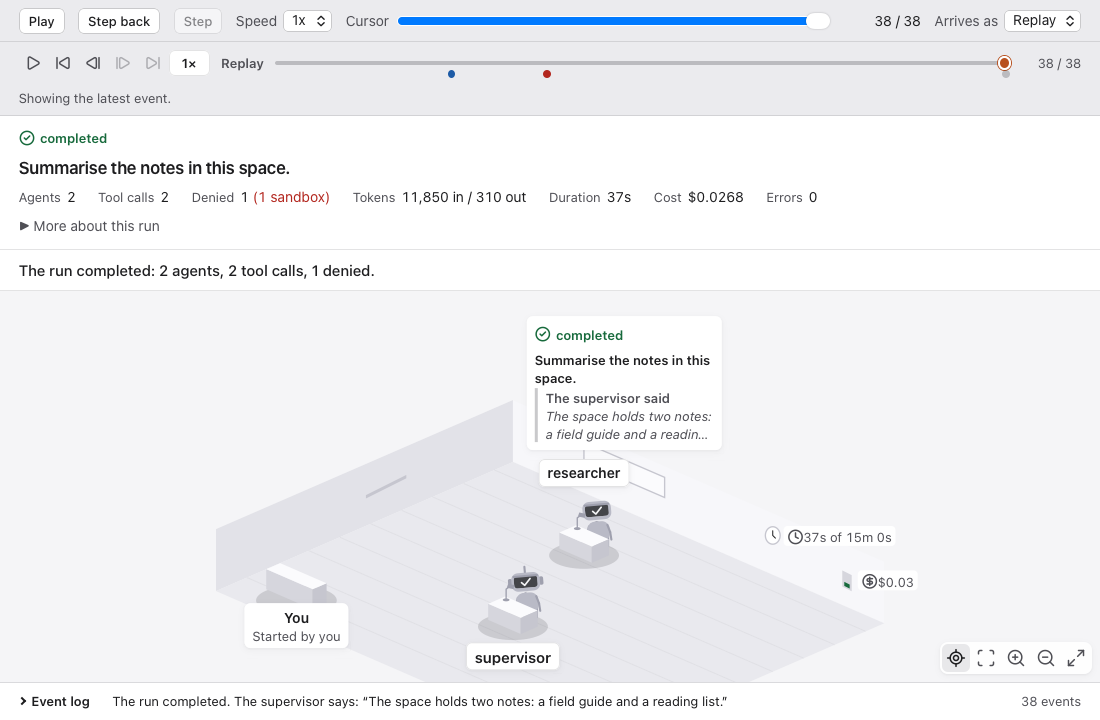 Play Step back Step Speed 1x Cursor 38 / 38 Arrives as Replay
1x Replay 38 / 38
Showing the latest event.
completed
Summarise the notes in this space.
Agents 2 Tool calls 2 Denied 1 (1 sandbox) Tokens 11,850 in / 310 out Duration 37s Cost $0.0268 Errors 0
More about this run
The run completed: 2 agents, 2 tool calls, 1 denied.
completed
Summarise the notes in this
space.
The supervisor said
The space holds two notes:
a field guide and a readin…
researcher
37s of 15m 0s
$0.03
You
Started by you
supervisor
Event log The run completed. The supervisor says: “The space holds two notes: a field guide and a reading list.” 38 events